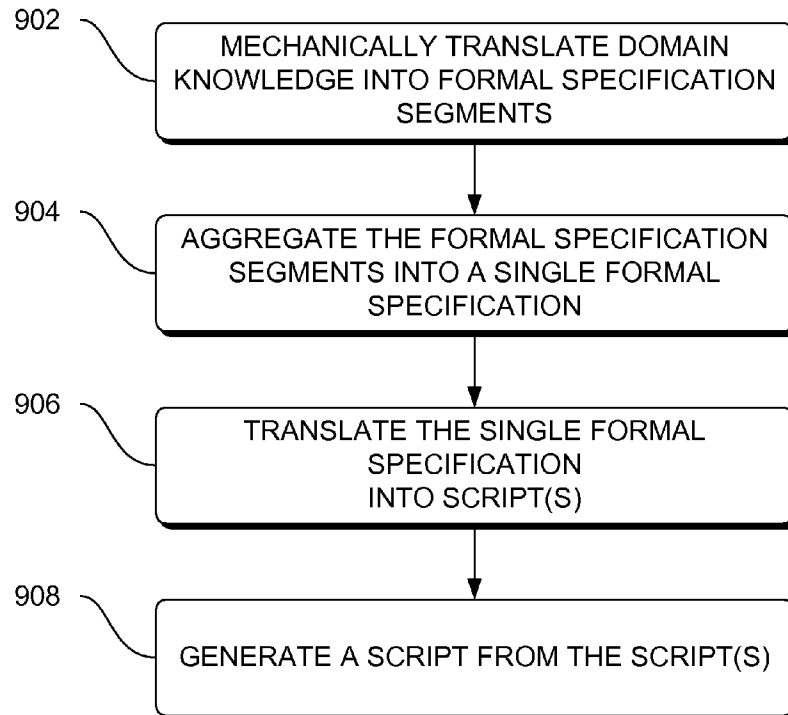 902
MECHANICALLY TRANSLATE DOMAIN
KNOWLEDGE INTO FORMAL SPECIFICATION
SEGMENTS
904
AGGREGATE THE FORMAL SPECIFICATION
SEGMENTS INTO A SINGLE FORMAL
SPECIFICATION
906
TRANSLATE THE SINGLE FORMAL
SPECIFICATION
INTO SCRIPT(S)
908
GENERATE A SCRIPT FROM THE SCRIPT(S)